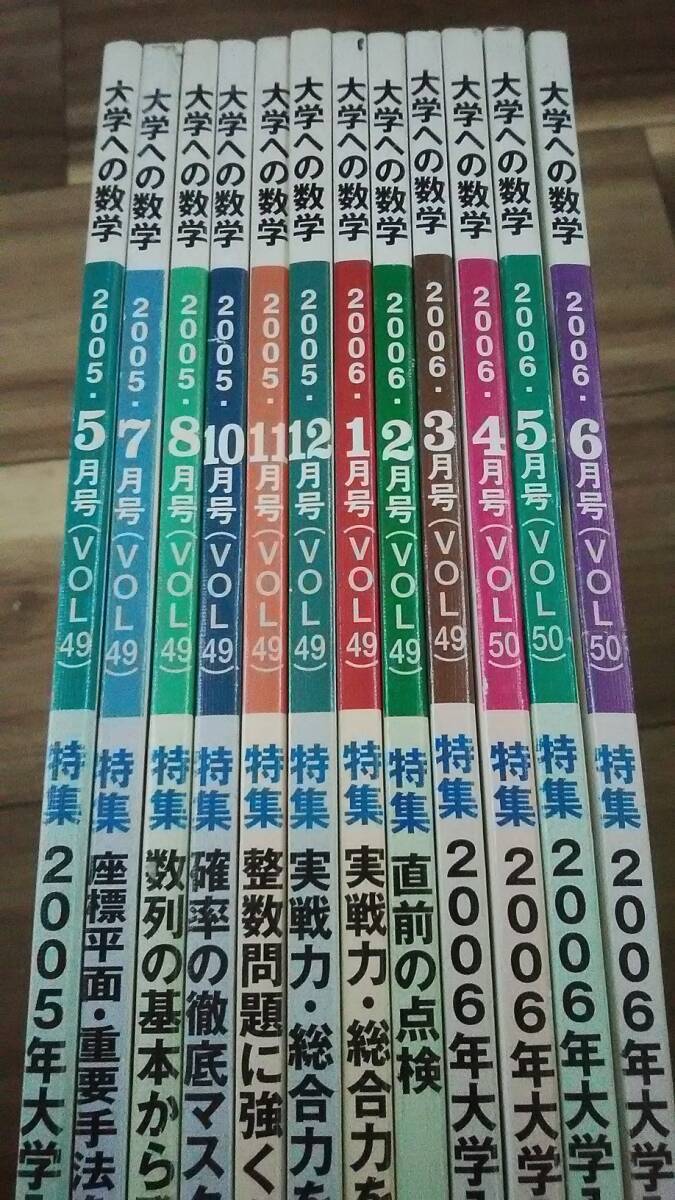 大学への数学 2005・5月号(VOL49) 特集 2005年大学
大学への数学 2005・7月号(VOL49) 特集 座標平面・重要手法
大学への数学 2005・8月号(VOL49) 特集 数列の基本から
大学への数学 2005・10月号(VOL49) 特集 確率の徹底マス
大学への数学 2005・11月号(VOL49) 特集 整数問題に強く
大学への数学 2005・12月号(VOL49) 特集 実戦力・総合力を
大学への数学 2006・1月号(VOL49) 特集 実戦力・総合力を
大学への数学 2006・2月号(VOL49) 特集 直前の点検
大学への数学 2006・3月号(VOL49) 特集 2006年大学
大学への数学 2006・4月号(VOL50) 特集 2006年大学
大学への数学 2006・5月号(VOL50) 特集 2006年大学
大学への数学 2006・6月号(VOL50) 特集 2006年大学